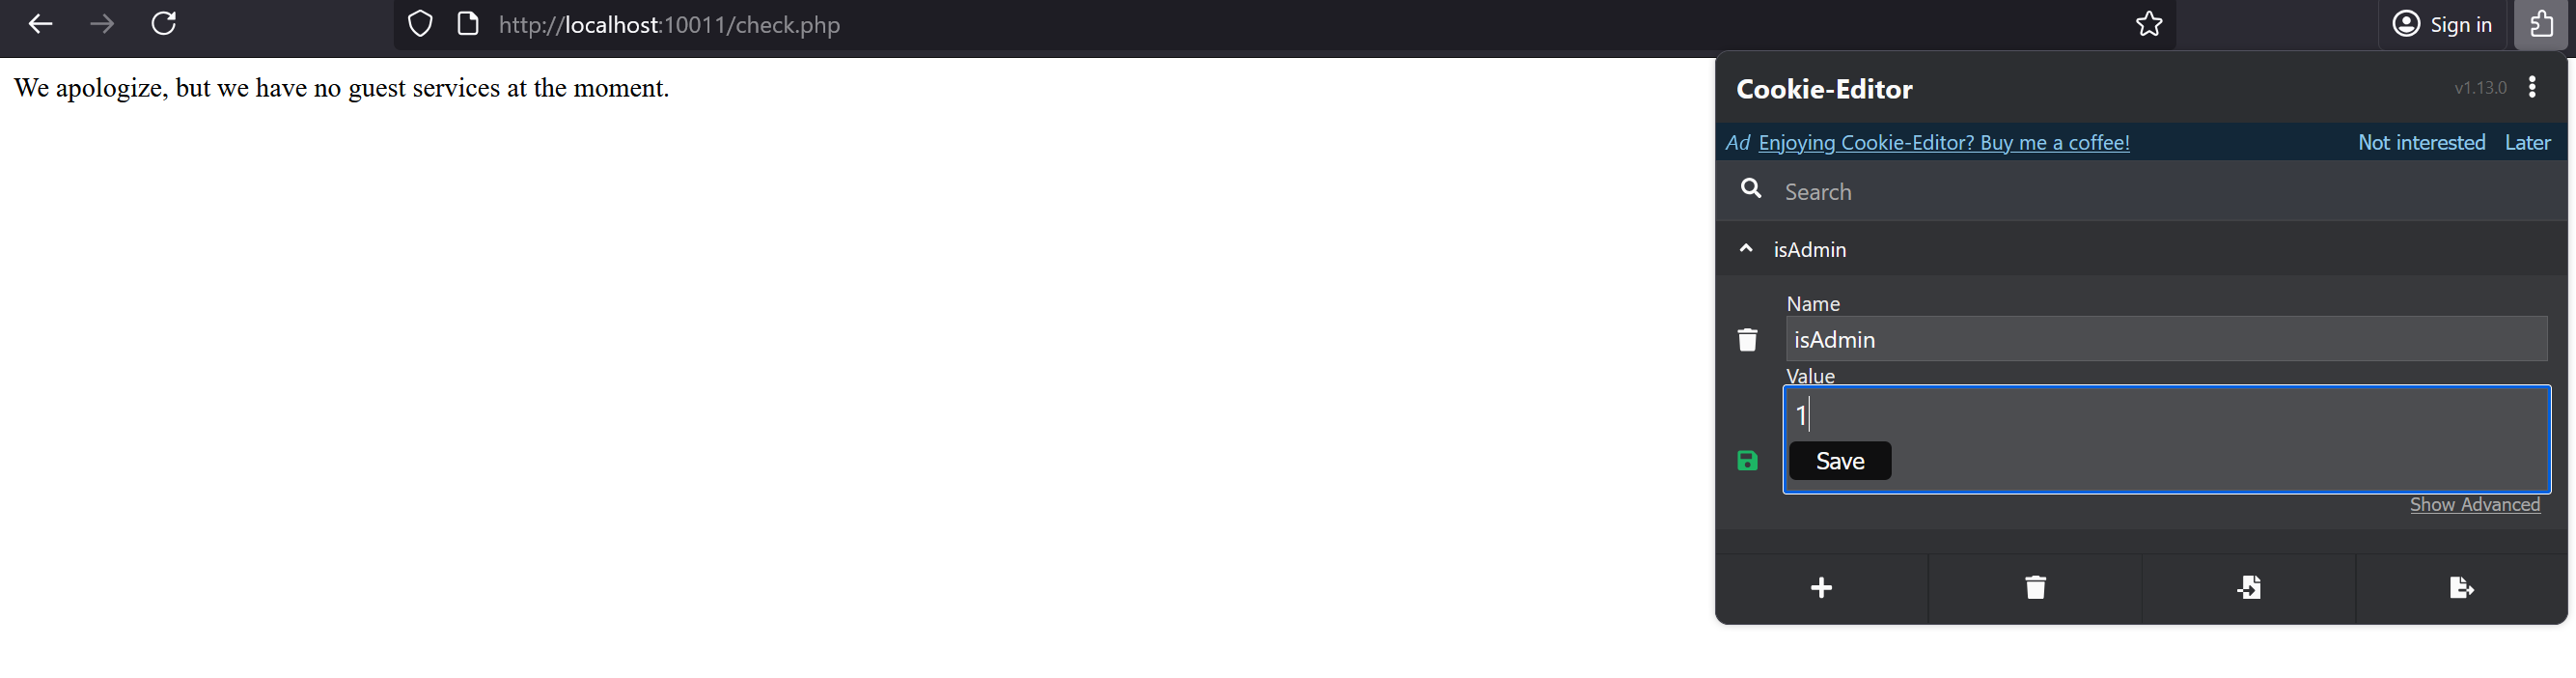 http://localhost:10011/check.php
Sign in
We apologize, but we have no guest services at the moment.
Cookie-Editor
v1.13.0
Ad Enjoying Cookie-Editor? Buy me a coffee!
Not interested Later
Search
isAdmin
Name
isAdmin
Value
1
Save
Show Advanced